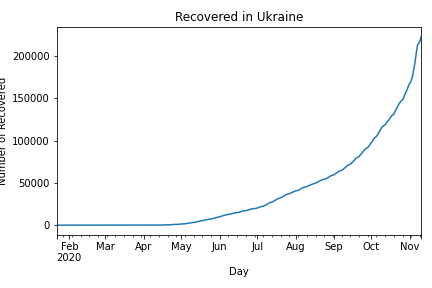 Recovered in Ukraine
Number of Recovered
200000
150000
100000
50000
0
Feb Mar Apr May Jun Jul Aug Sep Oct Nov
2020
Day